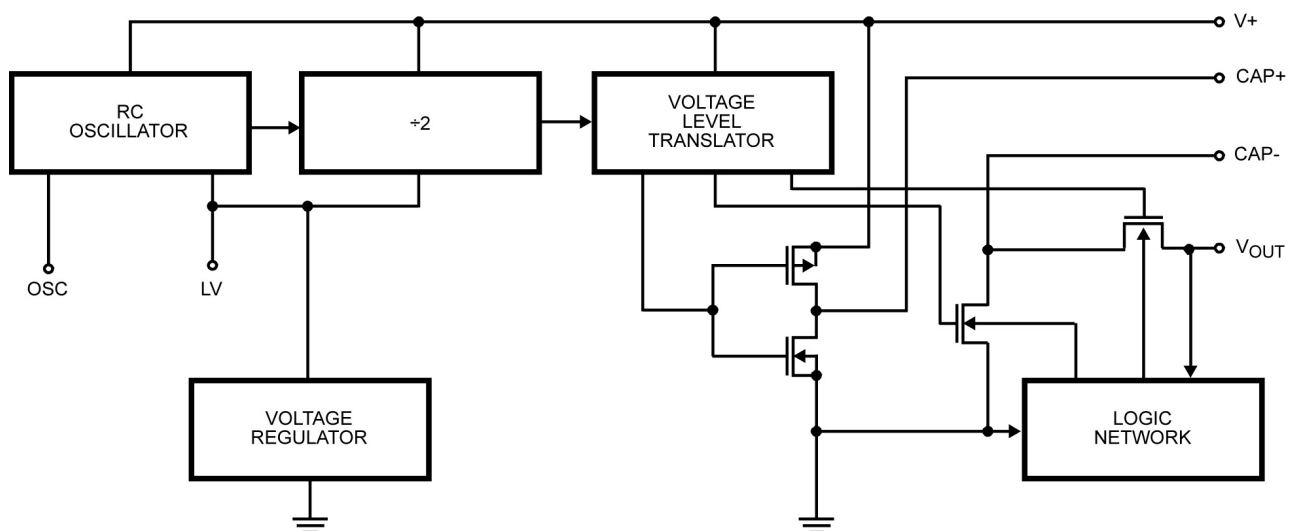 V+
CAP+
RC
OSCILLATOR
÷2
VOLTAGE
LEVEL
TRANSLATOR
CAP-
VOUT
OSC
LV
VOLTAGE
REGULATOR
LOGIC
NETWORK